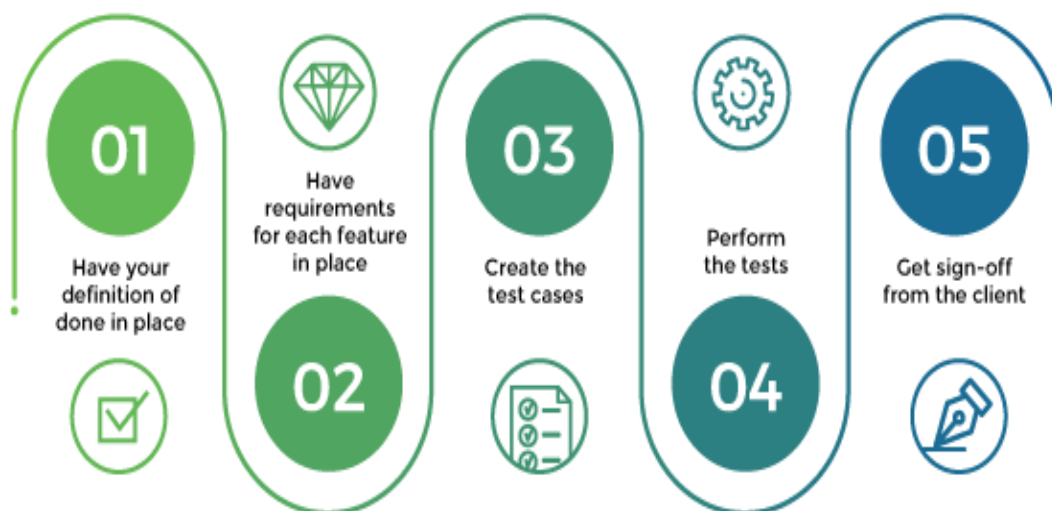 01
Have your
definition of
done in place
Have
requirements
for each feature
in place
02
03
Create the
test cases
Perform
the tests
04
05
Get sign-off
from the client